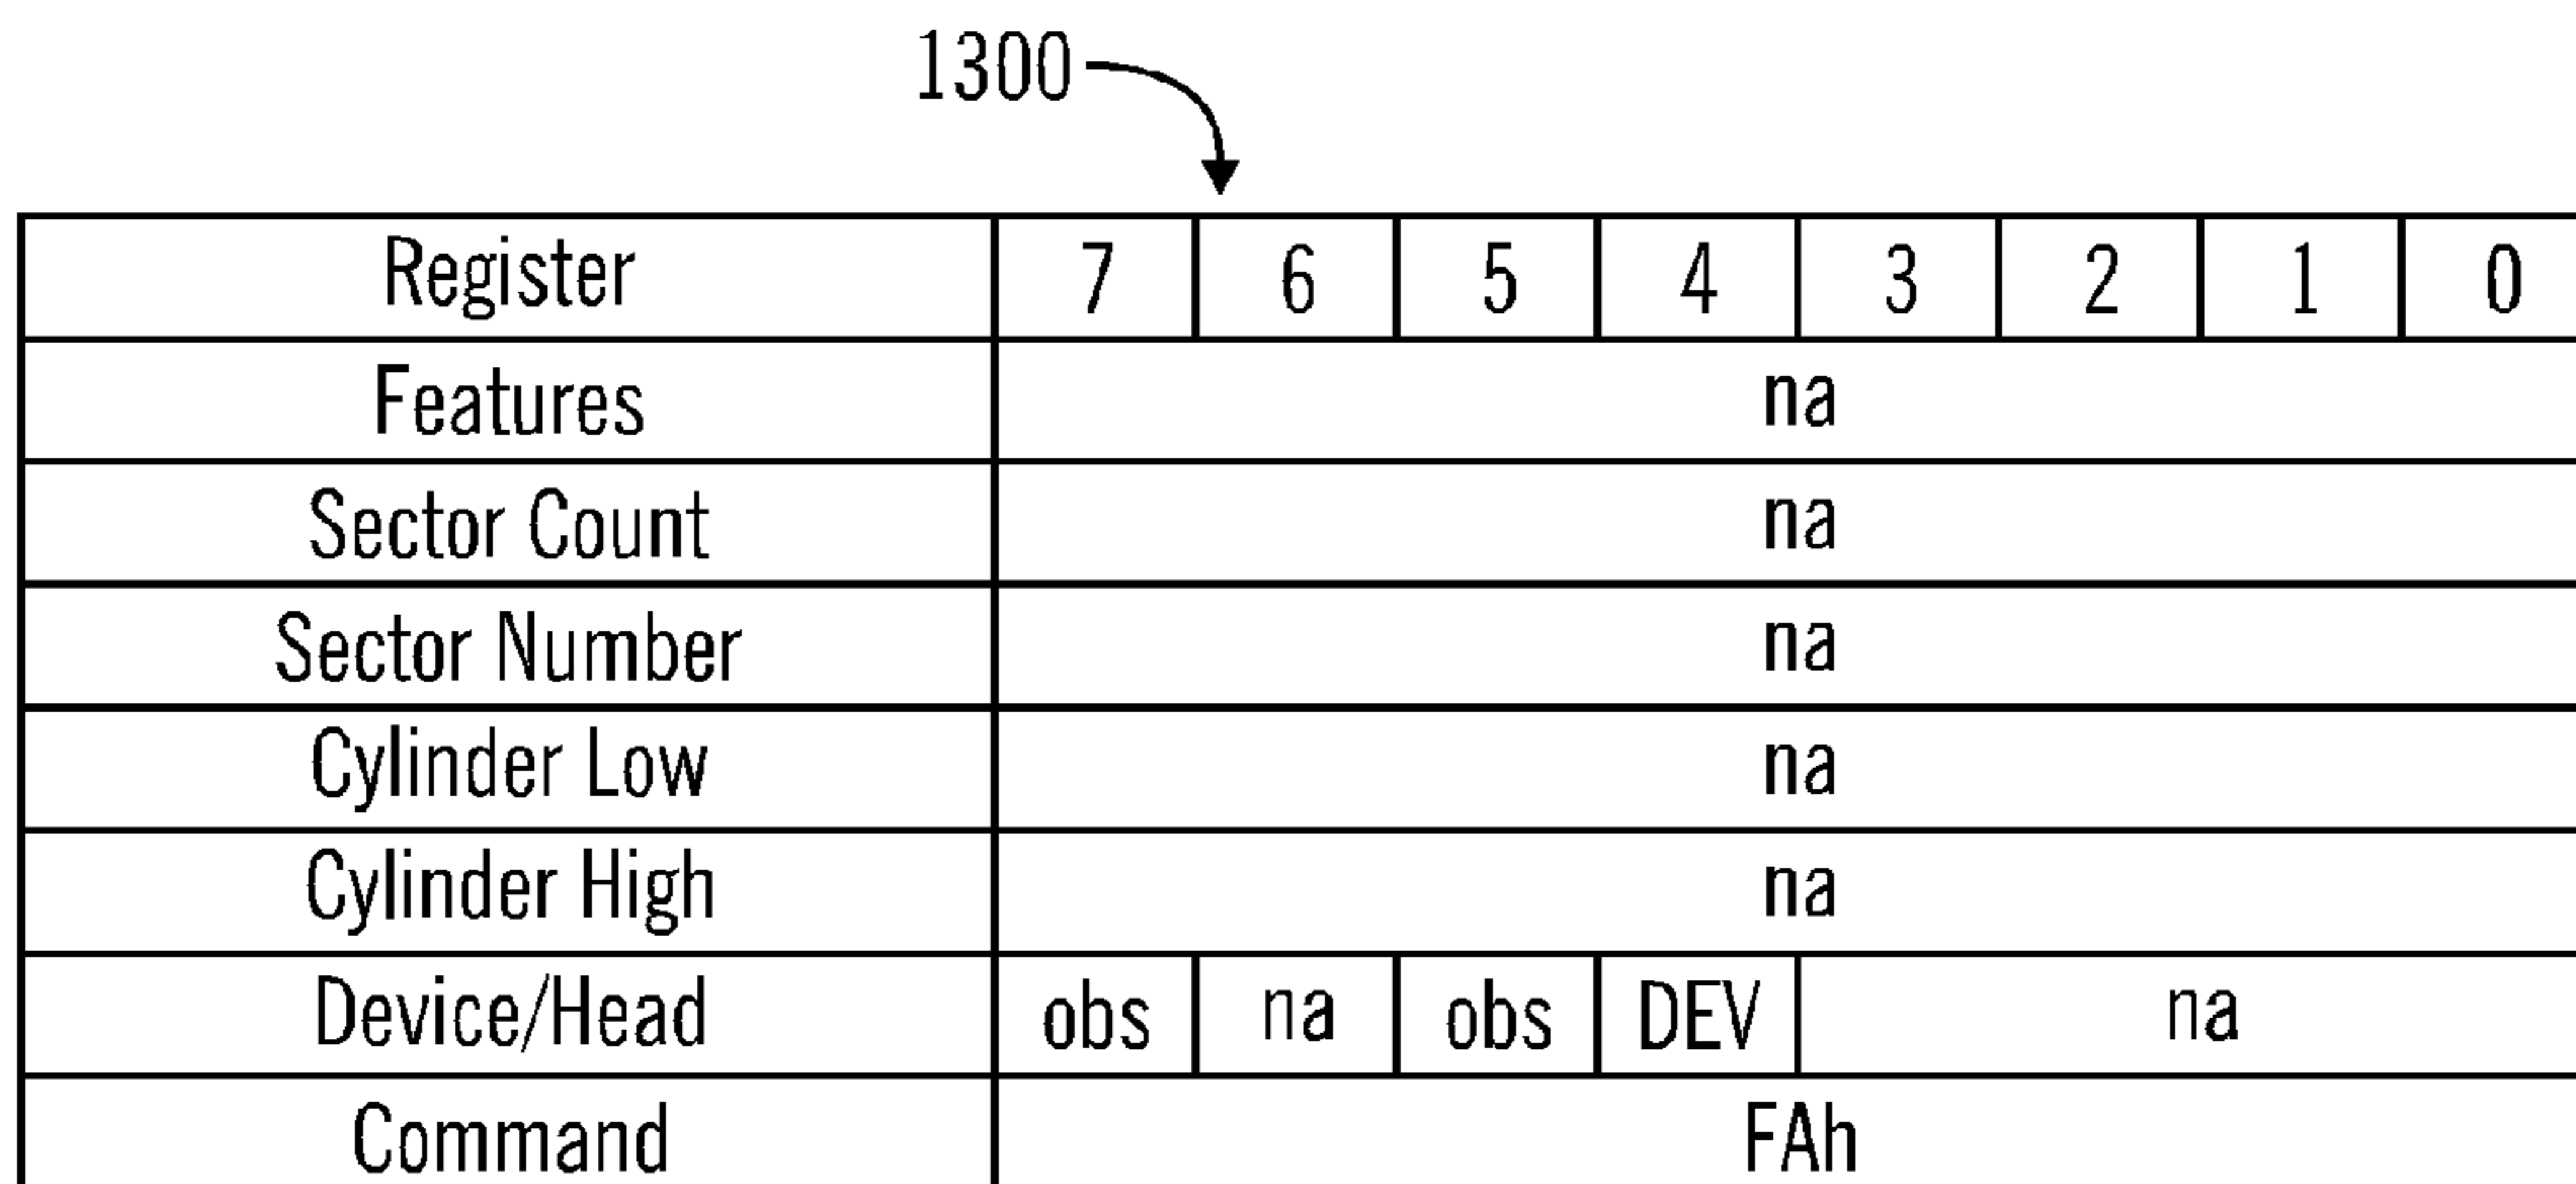 1300
Register 7 6 5 4 3 2 1 0
Features na
Sector Count na
Sector Number na
Cylinder Low na
Cylinder High na
Device/Head obs na obs DEV na
Command FAh